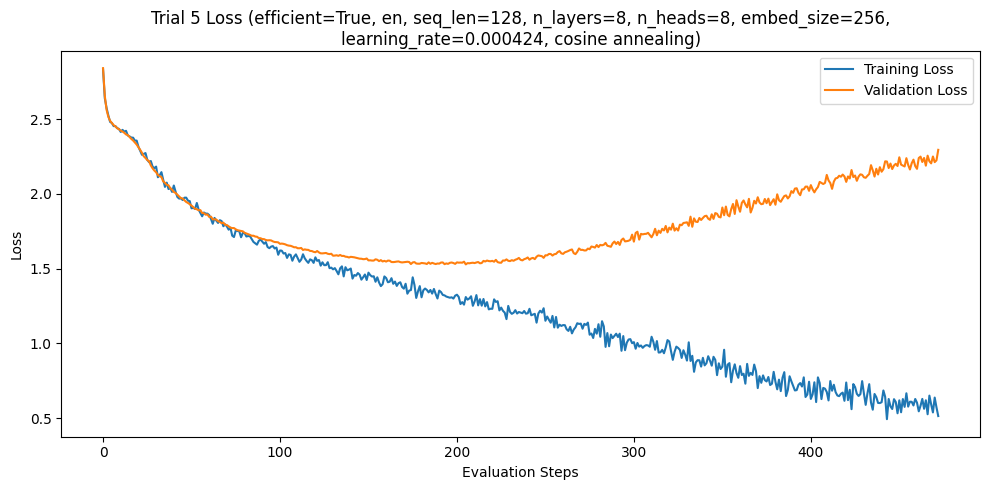 Trial 5 Loss (efficient=True, en, seq_len=128, n_layers=8, n_heads=8, embed_size=256,
learning_rate=0.000424, cosine annealing)
Training Loss
Validation Loss
Loss
2.5
2.0
1.5
1.0
0.5
0
100
200
300
400
Evaluation Steps